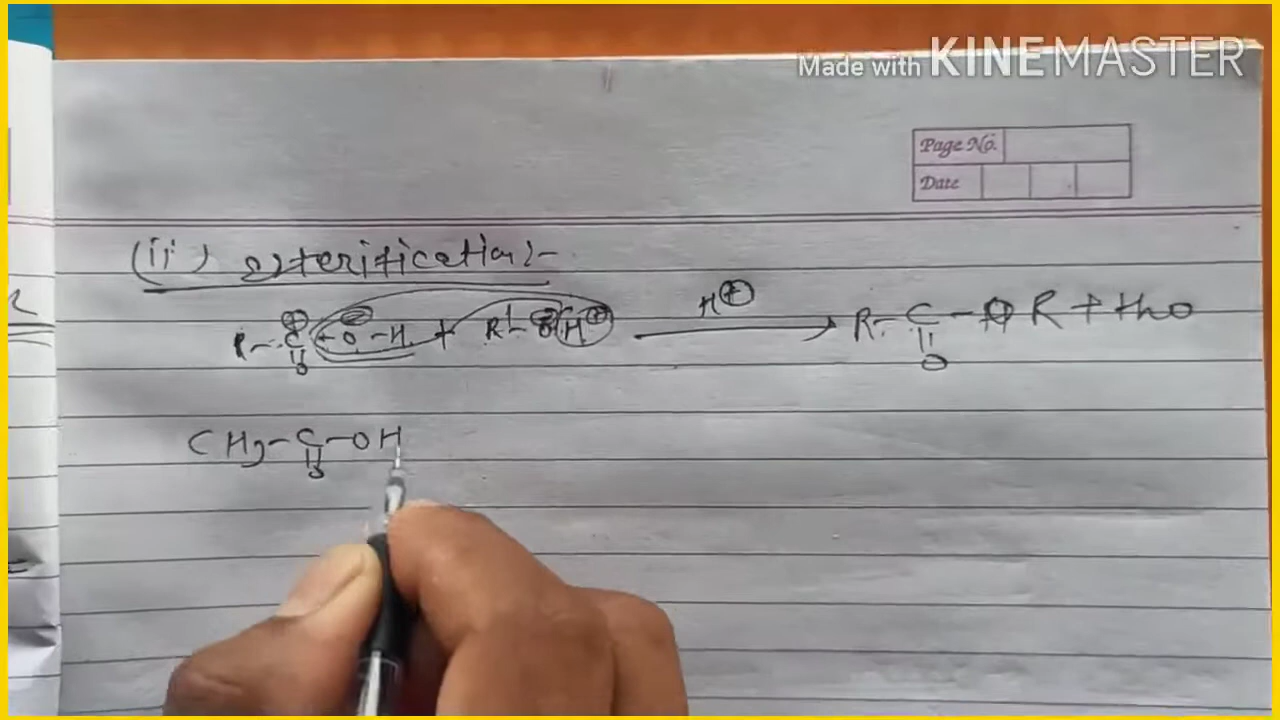 Made with KINEMASTER
Page No.
Date
(ii) esterification:-
R-C-O-H + R'-OH H+ → R-C-OR + H2O
O O
CH3-C-OH
O